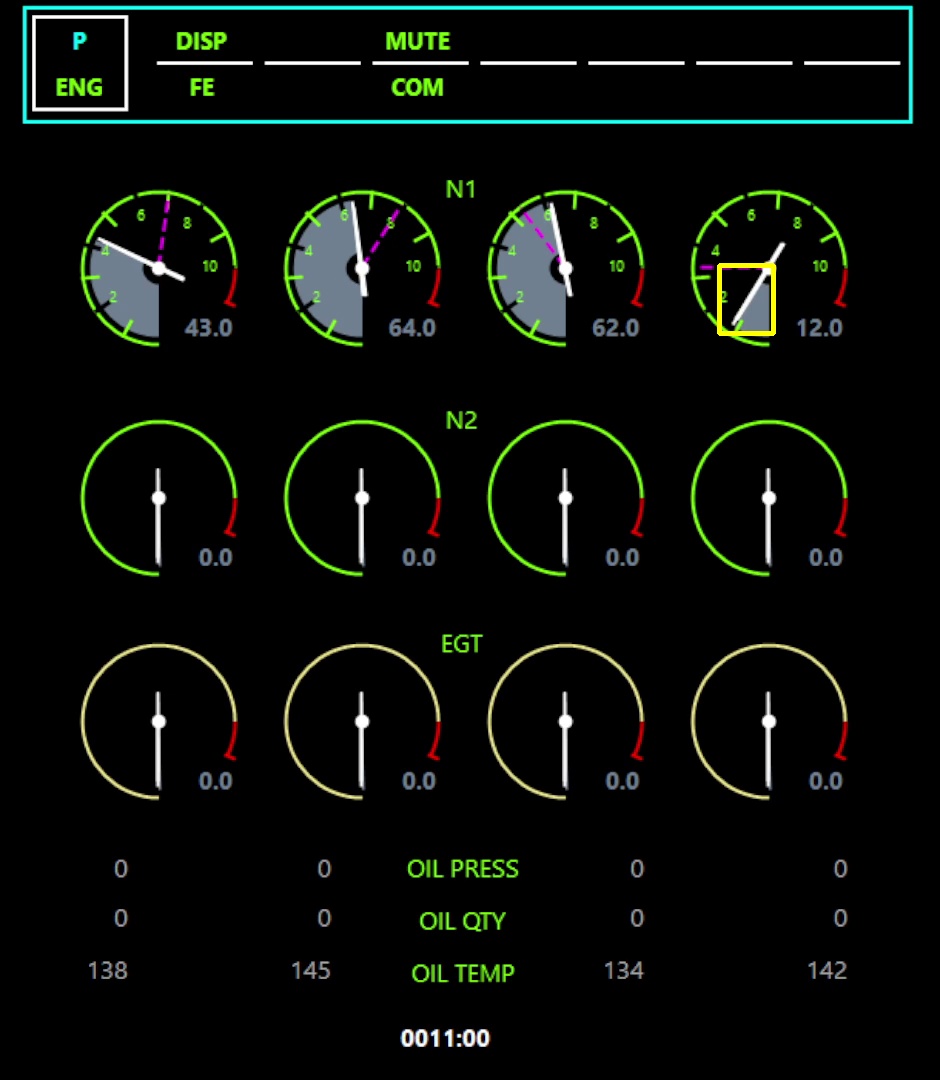 P DISP MUTE
ENG FE COM
N1
2 4 6 8 10 43.0
2 4 6 8 10 64.0
2 4 6 8 10 62.0
2 4 6 8 10 12.0
N2
0.0 0.0 0.0 0.0
EGT
0.0 0.0 0.0 0.0
0 0 OIL PRESS 0 0
0 0 OIL QTY 0 0
138 145 OIL TEMP 134 142
0011:00